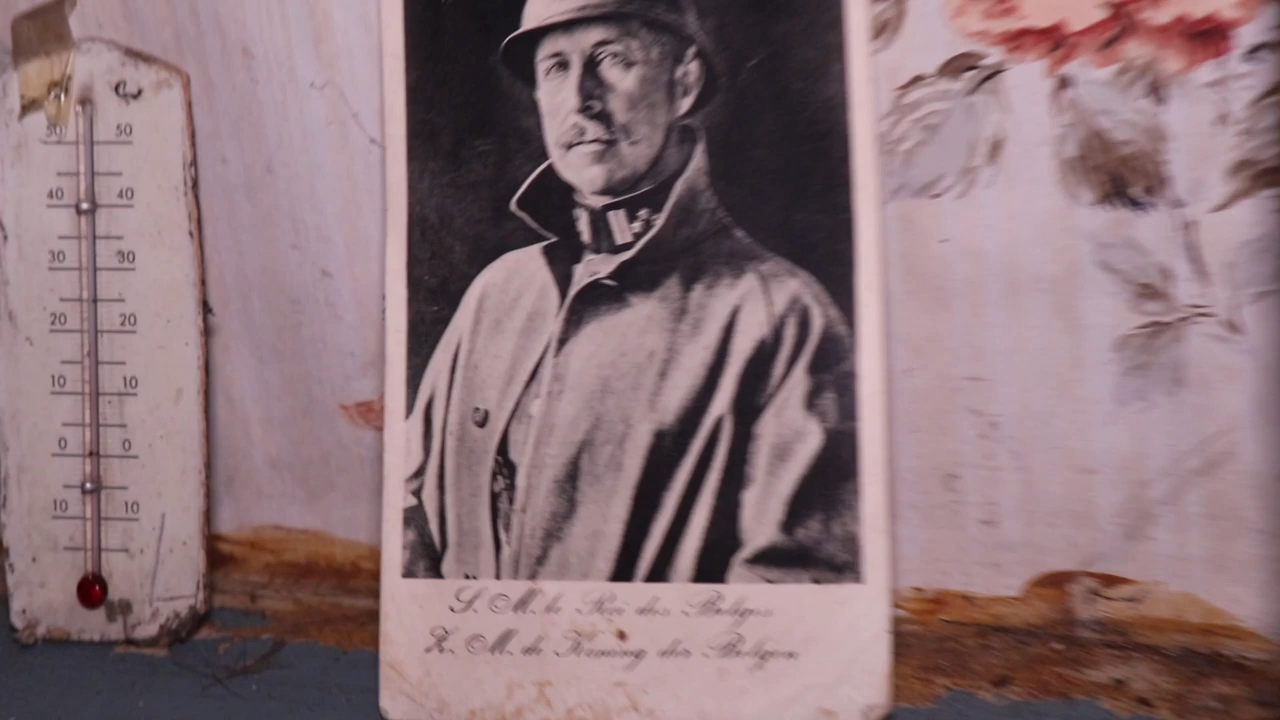 C
50 50
40 40
30 30
20 20
10 10
0 0
10 10
S. M. le Roi des Belges
Z. M. de Koning der Belgen